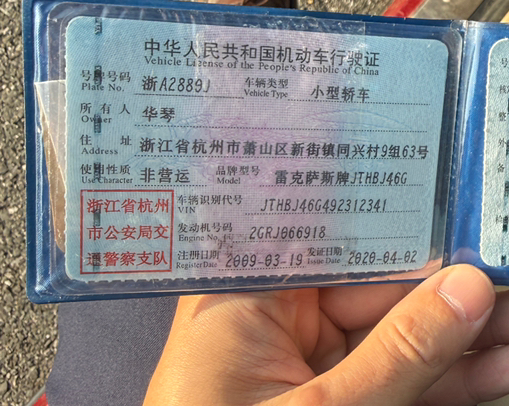 中华人民共和国机动车行驶证
Vehicle License of the People's Republic of China
号牌号码 浙A2889J 车辆类型 小型轿车
Plate No. Vehicle Type
所有人 华琴
Owner
住址 浙江省杭州市萧山区新街镇同兴村9组63号
Address
使用性质 非营运 品牌型号 雷克萨斯牌JTHBJ46G
Use Character Model
浙江省杭州
市公安局交
通警察支队
车辆识别代号 JTHBJ46G492312341
VIN
发动机号码 2GRJ066918
Engine No.
注册日期 2009-03-19 发证日期 2020-04-02
Register Date Issue Date
号
核
整
外
备
检